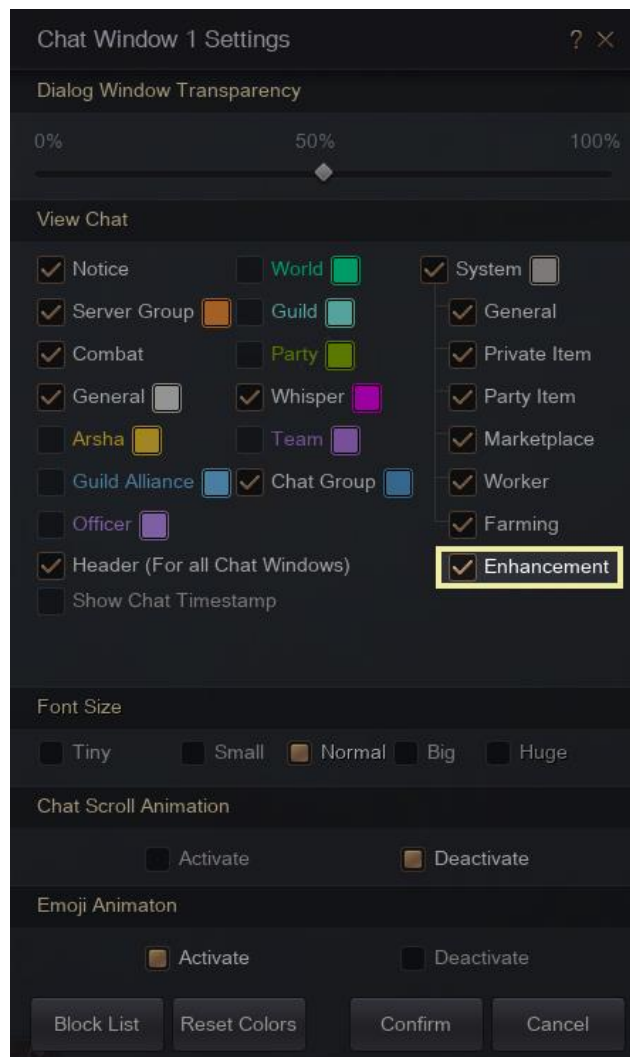 Chat Window 1 Settings ? ×
Dialog Window Transparency
0% 50% 100%
View Chat
Notice World System
Server Group Guild General
Combat Party Private Item
General Whisper Party Item
Arsha Team Marketplace
Guild Alliance Chat Group Worker
Officer Farming
Header (For all Chat Windows) Enhancement
Show Chat Timestamp
Font Size
Tiny Small Normal Big Huge
Chat Scroll Animation
Activate Deactivate
Emoji Animaton
Activate Deactivate
Block List Reset Colors Confirm Cancel